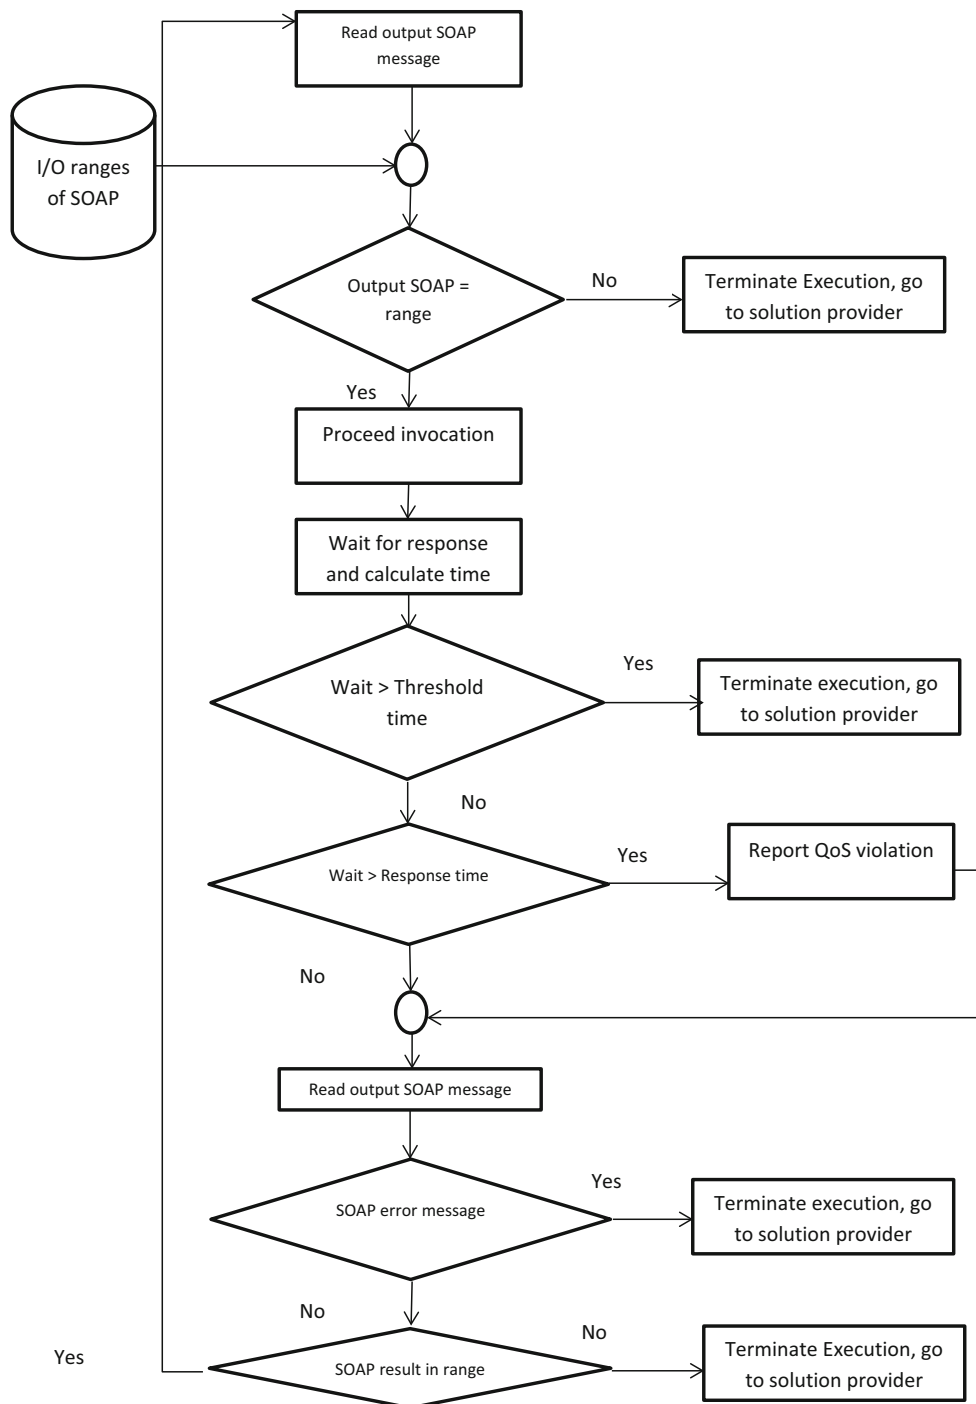 Read output SOAP
message
I/O ranges
of SOAP
Output SOAP =
range
No
Terminate Execution, go
to solution provider
Yes
Proceed invocation
Wait for response
and calculate time
Wait > Threshold
time
Yes
Terminate execution, go
to solution provider
No
Wait > Response time
Yes
Report QoS violation
No
Read output SOAP message
SOAP error message
Yes
Terminate execution, go
to solution provider
No
No
Yes
SOAP result in range
Terminate Execution, go
to solution provider